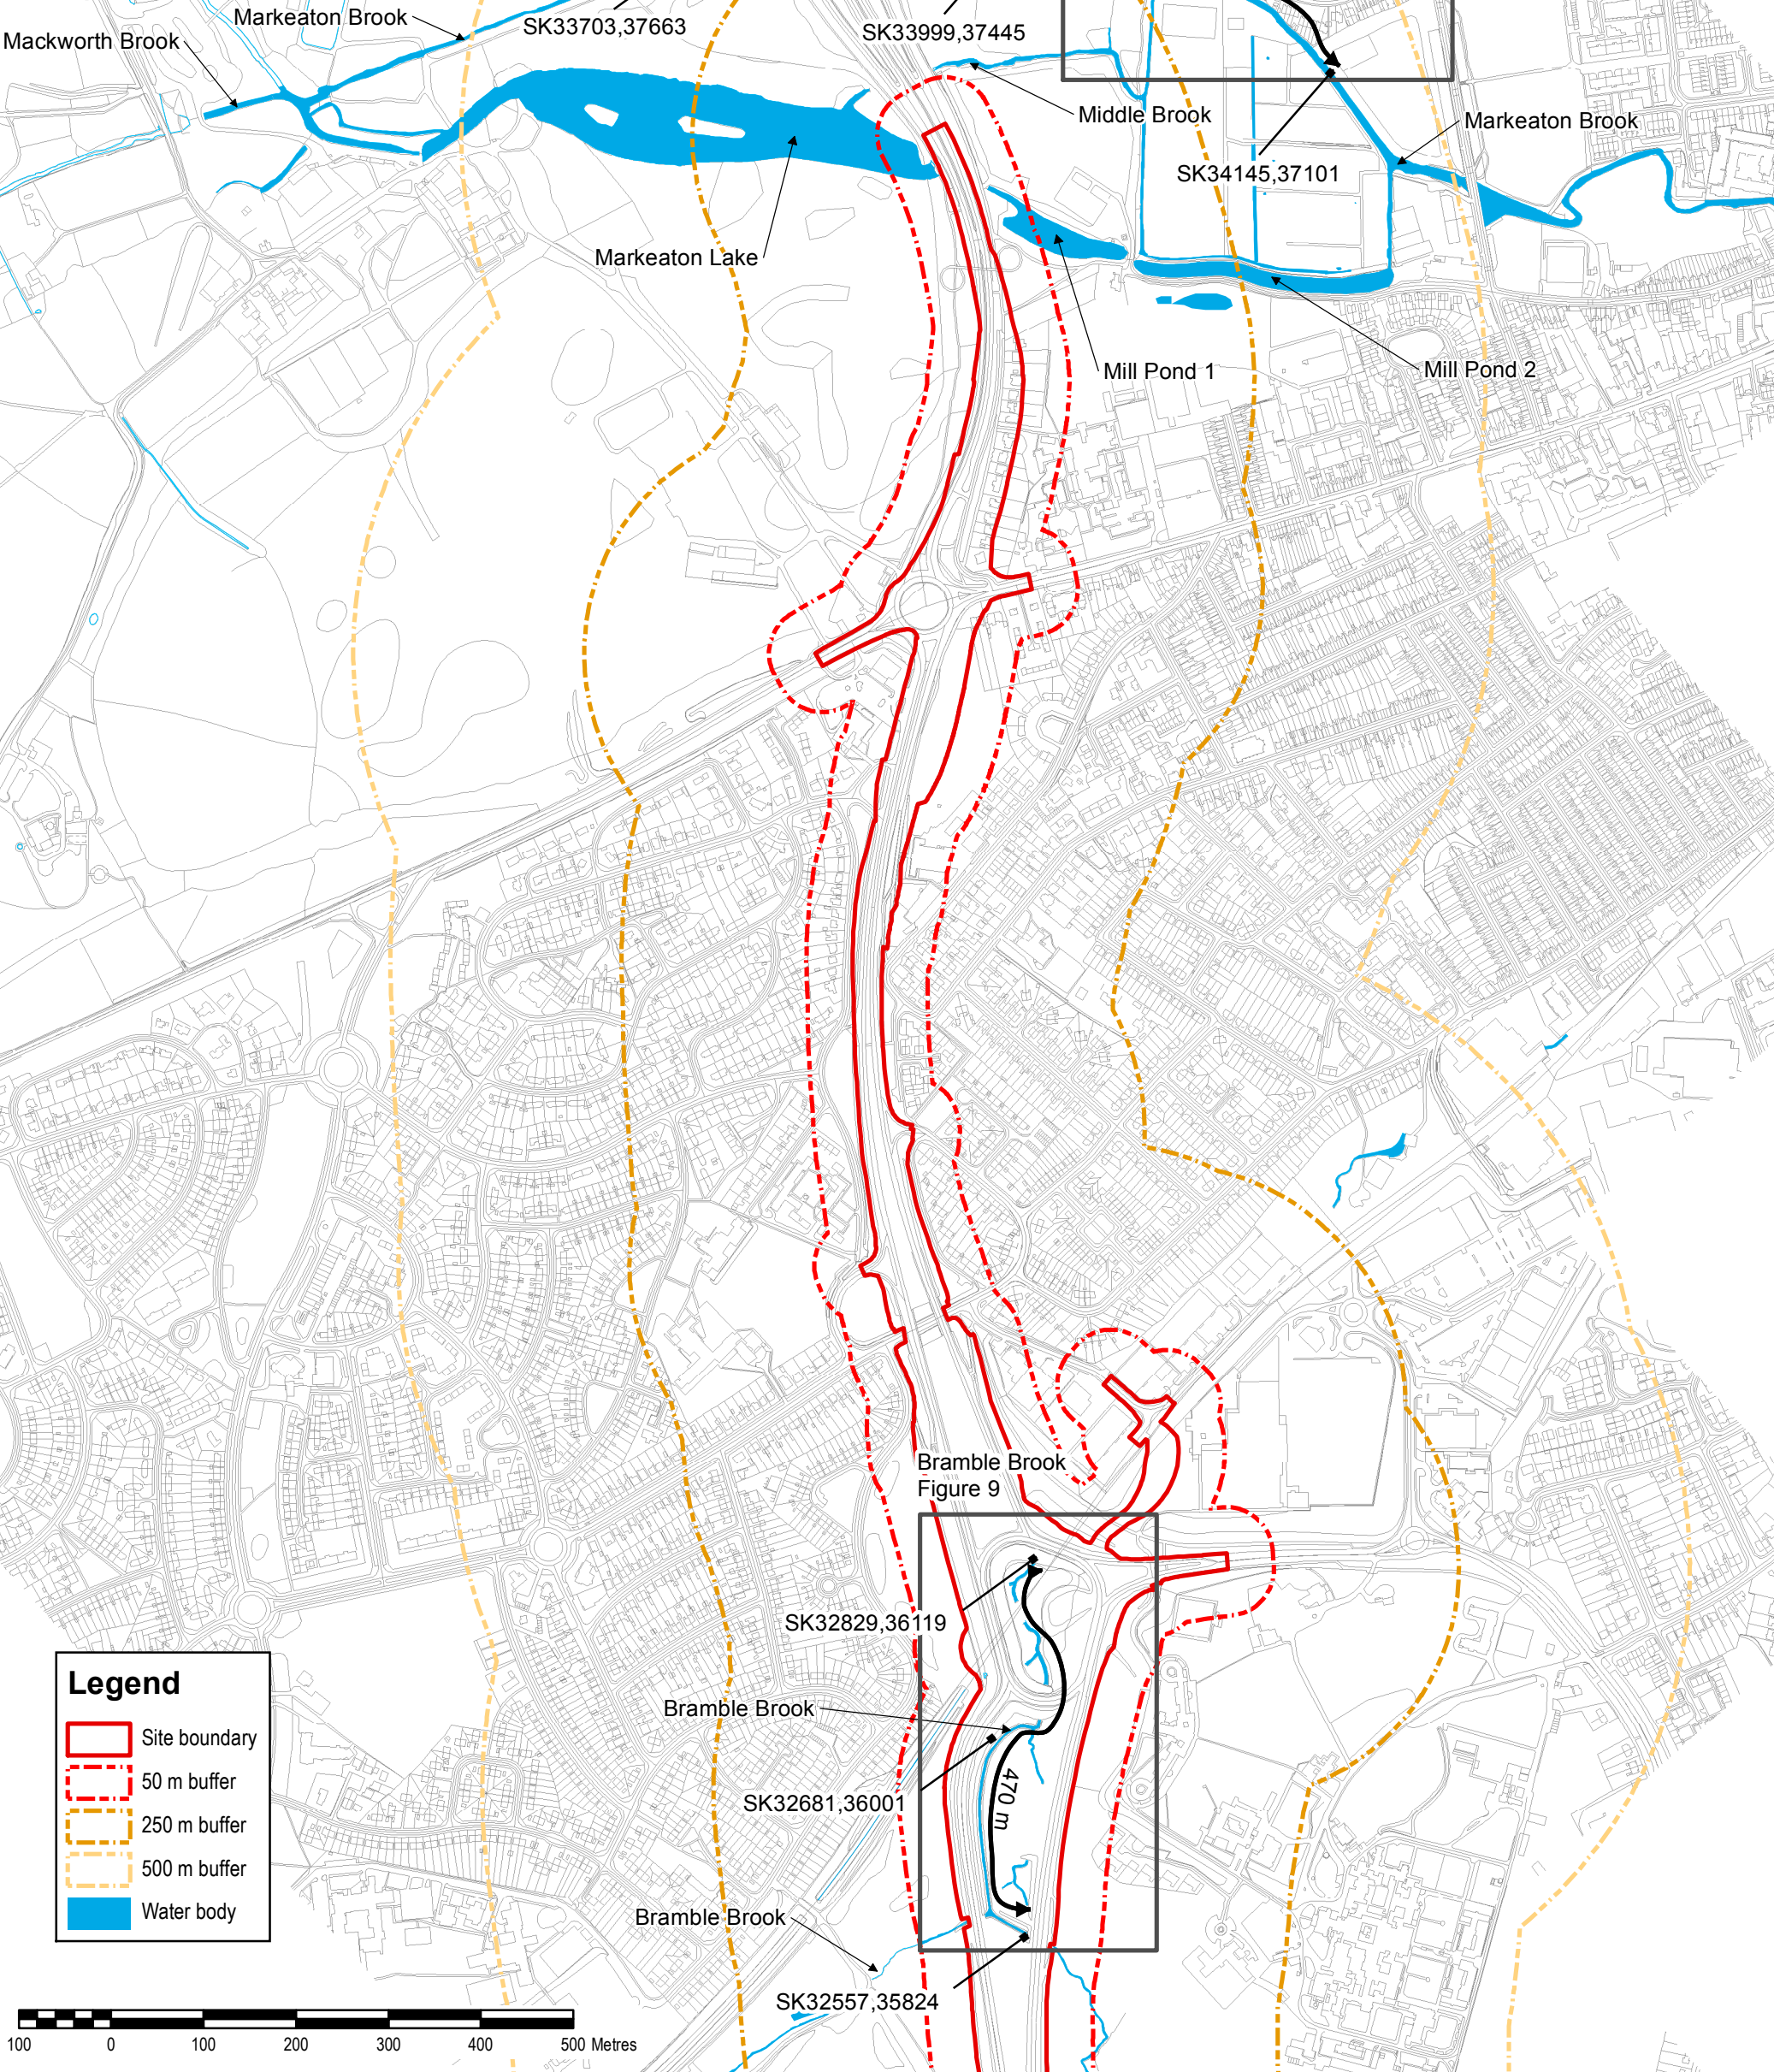 Markeaton Brook
SK33703,37663
SK33999,37445
Mackworth Brook
Middle Brook
Markeaton Brook
SK34145,37101
Markeaton Lake
Mill Pond 1
Mill Pond 2
Bramble Brook
Figure 9
SK32829,36119
Bramble Brook
SK32681,36001
470 m
Bramble Brook
SK32557,35824
Legend
Site boundary
50 m buffer
250 m buffer
500 m buffer
Water body
100 0 100 200 300 400 500 Metres